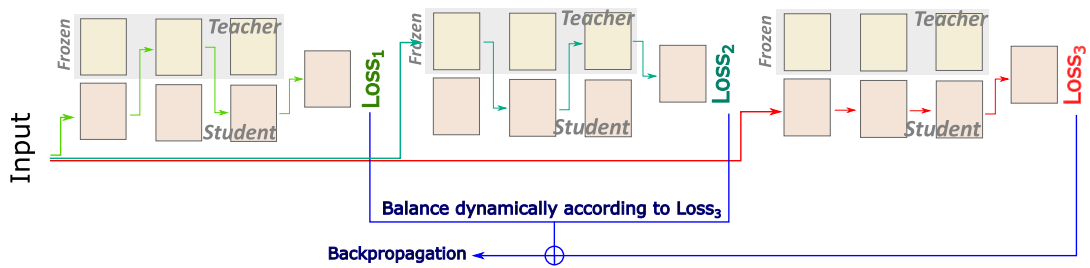 Frozen
Teacher
Student
Loss1
Frozen
Teacher
Student
Loss2
Frozen
Teacher
Student
Loss3
Input
Balance dynamically according to Loss3
Backpropagation